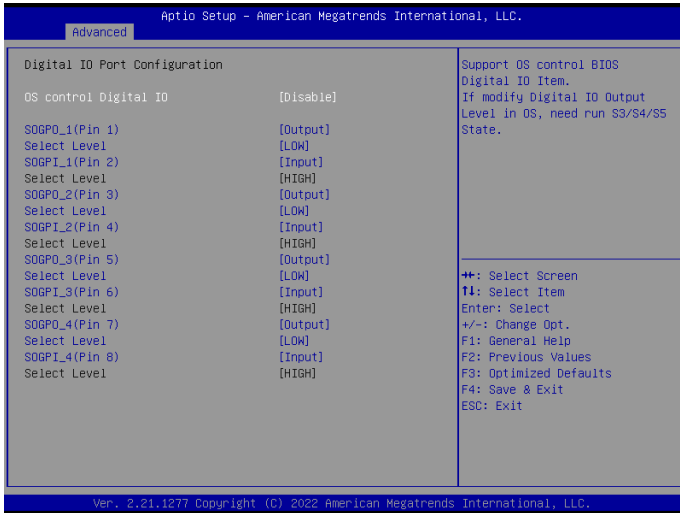 Aptio Setup – American Megatrends International, LLC.
Advanced
Digital IO Port Configuration
OS control Digital IO [Disable]
SOGPO_1(Pin 1) [Output]
Select Level [LOW]
SOGPI_1(Pin 2) [Input]
Select Level [HIGH]
SOGPO_2(Pin 3) [Output]
Select Level [LOW]
SOGPI_2(Pin 4) [Input]
Select Level [HIGH]
SOGPO_3(Pin 5) [Output]
Select Level [LOW]
SOGPI_3(Pin 6) [Input]
Select Level [HIGH]
SOGPO_4(Pin 7) [Output]
Select Level [LOW]
SOGPI_4(Pin 8) [Input]
Select Level [HIGH]
Support OS control BIOS
Digital IO Item.
If modify Digital IO Output
Level in OS, need run S3/S4/S5
State.
→←: Select Screen
↑↓: Select Item
Enter: Select
+/-: Change Opt.
F1: General Help
F2: Previous Values
F3: Optimized Defaults
F4: Save & Exit
ESC: Exit
Ver. 2.21.1277 Copyright (C) 2022 American Megatrends International, LLC.